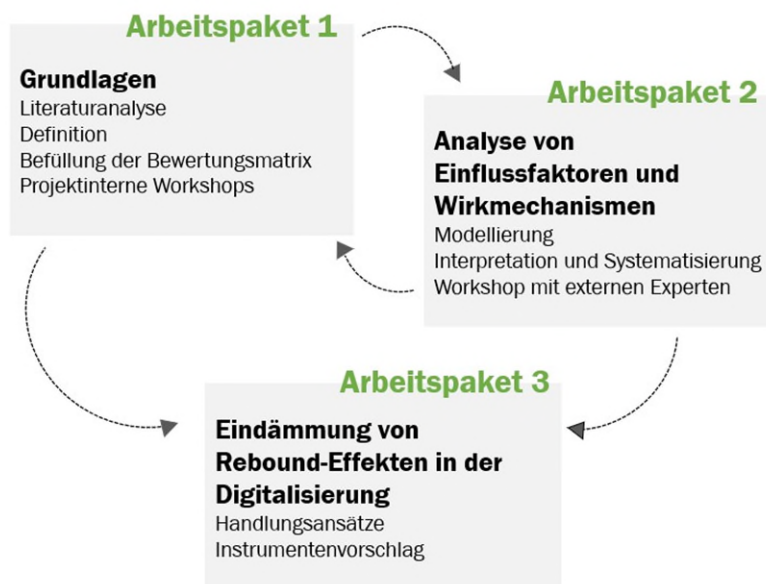 Arbeitspaket 1
Grundlagen
Literaturanalyse
Definition
Befüllung der Bewertungsmatrix
Projektinterne Workshops
Arbeitspaket 2
Analyse von
Einflussfaktoren und
Wirkmechanismen
Modellierung
Interpretation und Systematisierung
Workshop mit externen Experten
Arbeitspaket 3
Eindämmung von
Rebound-Effekten in der
Digitalisierung
Handlungsansätze
Instrumentenvorschlag